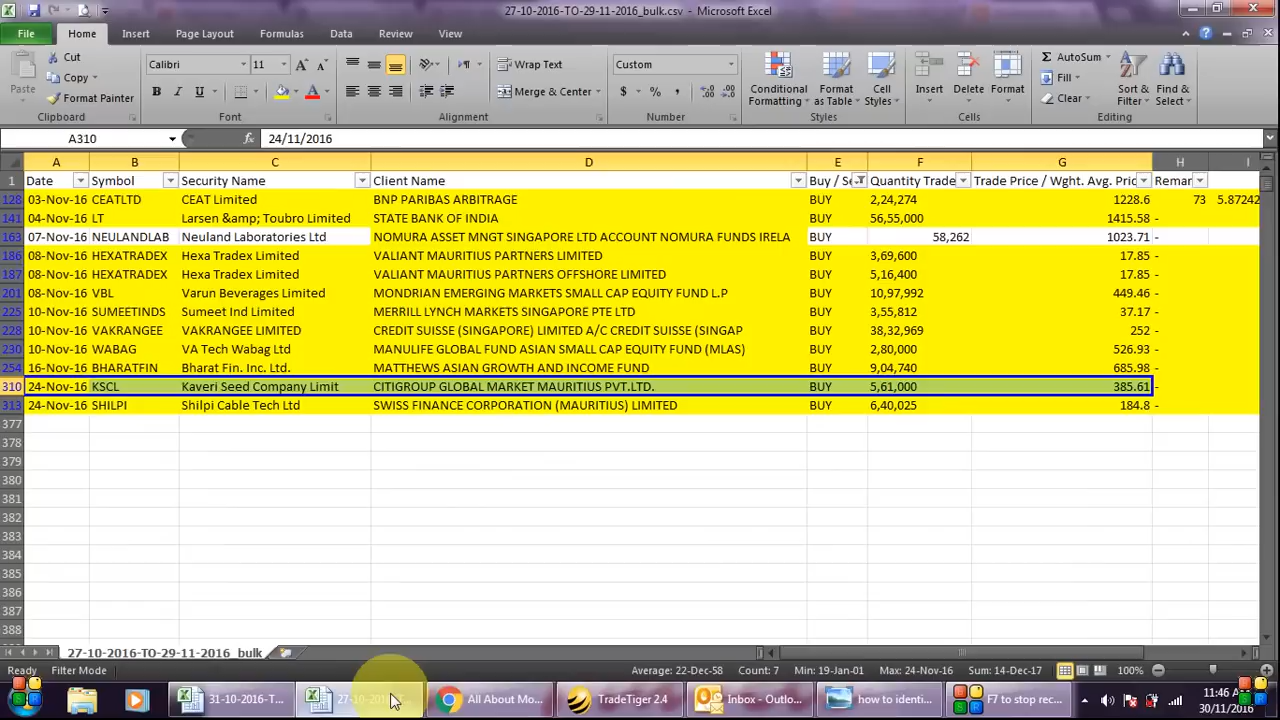 27-10-2016-TO-29-11-2016_bulk.csv - Microsoft Excel
File Home Insert Page Layout Formulas Data Review View
Paste Cut Copy Format Painter Clipboard
Calibri 11 B I U Font
Wrap Text Merge & Center Alignment
Custom $ % , Number
Conditional Formatting Format as Table Cell Styles Styles
Insert Delete Format Cells
Σ AutoSum Fill Clear Sort & Filter Find & Select Editing
A310 fx 24/11/2016
A B C D E F G H I
1 Date Symbol Security Name Client Name Buy / Se Quantity Trade Trade Price / Wght. Avg. Pric Remar
128 03-Nov-16 CEATLTD CEAT Limited BNP PARIBAS ARBITRAGE BUY 2,24,274 1228.6 73 5.87242
141 04-Nov-16 LT Larsen &amp; Toubro Limited STATE BANK OF INDIA BUY 56,55,000 1415.58 -
163 07-Nov-16 NEULANDLAB Neuland Laboratories Ltd NOMURA ASSET MNGT SINGAPORE LTD ACCOUNT NOMURA FUNDS IRELA BUY 58,262 1023.71 -
186 08-Nov-16 HEXATRADEX Hexa Tradex Limited VALIANT MAURITIUS PARTNERS LIMITED BUY 3,69,600 17.85 -
187 08-Nov-16 HEXATRADEX Hexa Tradex Limited VALIANT MAURITIUS PARTNERS OFFSHORE LIMITED BUY 5,16,400 17.85 -
201 08-Nov-16 VBL Varun Beverages Limited MONDRIAN EMERGING MARKETS SMALL CAP EQUITY FUND L.P BUY 10,97,992 449.46 -
225 10-Nov-16 SUMEETINDS Sumeet Ind Limited MERRILL LYNCH MARKETS SINGAPORE PTE LTD BUY 3,55,812 37.17 -
228 10-Nov-16 VAKRANGEE VAKRANGEE LIMITED CREDIT SUISSE (SINGAPORE) LIMITED A/C CREDIT SUISSE (SINGAP BUY 38,32,969 252 -
230 10-Nov-16 WABAG VA Tech Wabag Ltd MANULIFE GLOBAL FUND ASIAN SMALL CAP EQUITY FUND (MLAS) BUY 2,80,000 526.93 -
254 16-Nov-16 BHARATFIN Bharat Fin. Inc. Ltd. MATTHEWS ASIAN GROWTH AND INCOME FUND BUY 9,04,740 685.98 -
310 24-Nov-16 KSCL Kaveri Seed Company Limit CITIGROUP GLOBAL MARKET MAURITIUS PVT.LTD. BUY 5,61,000 385.61 -
313 24-Nov-16 SHILPI Shilpi Cable Tech Ltd SWISS FINANCE CORPORATION (MAURITIUS) LIMITED BUY 6,40,025 184.8 -
377
378
379
380
381
382
383
384
385
386
387
388
27-10-2016-TO-29-11-2016_bulk
Ready Filter Mode Average: 22-Dec-58 Count: 7 Min: 19-Jan-01 Max: 24-Nov-16 Sum: 14-Dec-17 100%
31-10-2016-T... 27-10-2016-T... All About Mo... TradeTiger 2.4 Inbox - Outlo... how to identi... F7 to stop rec... 11:46 AM
30/11/2016